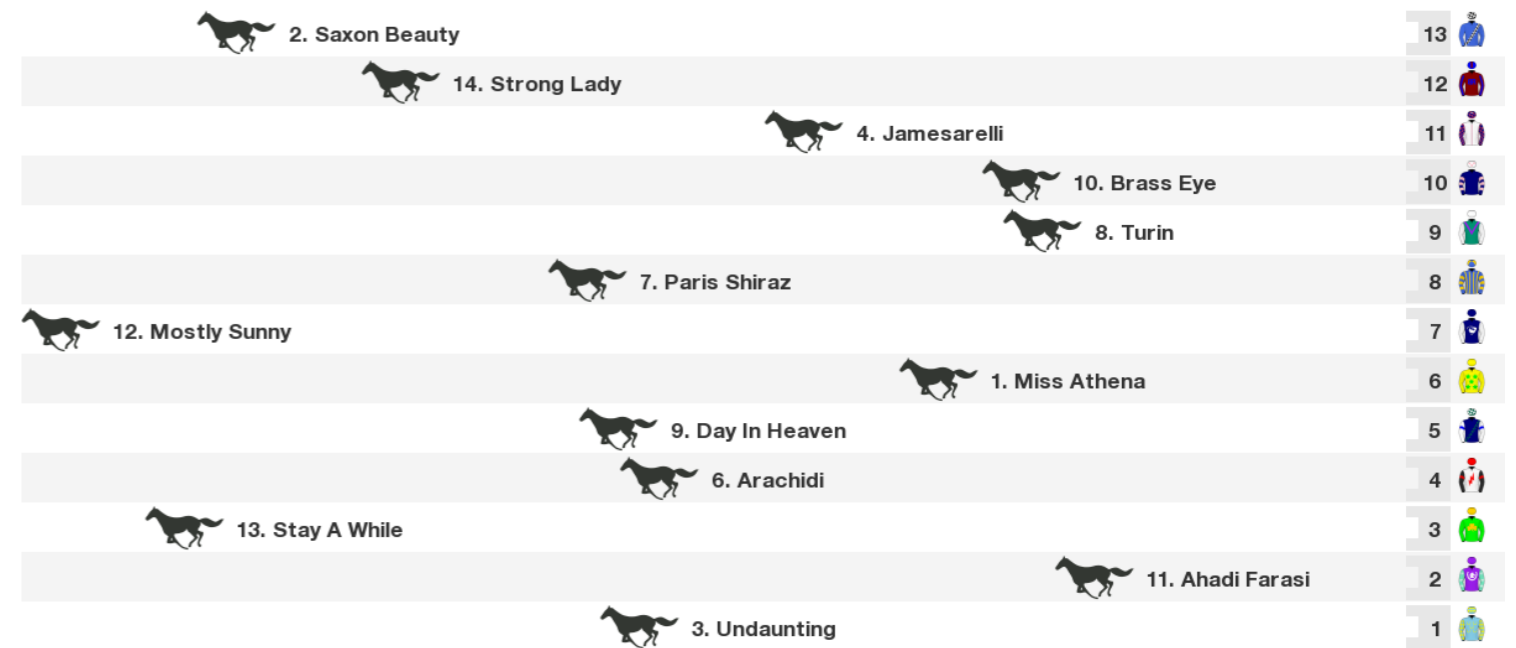 2. Saxon Beauty 13
14. Strong Lady 12
4. Jamesarelli 11
10. Brass Eye 10
8. Turin 9
7. Paris Shiraz 8
12. Mostly Sunny 7
1. Miss Athena 6
9. Day In Heaven 5
6. Arachidi 4
13. Stay A While 3
11. Ahadi Farasi 2
3. Undaunting 1